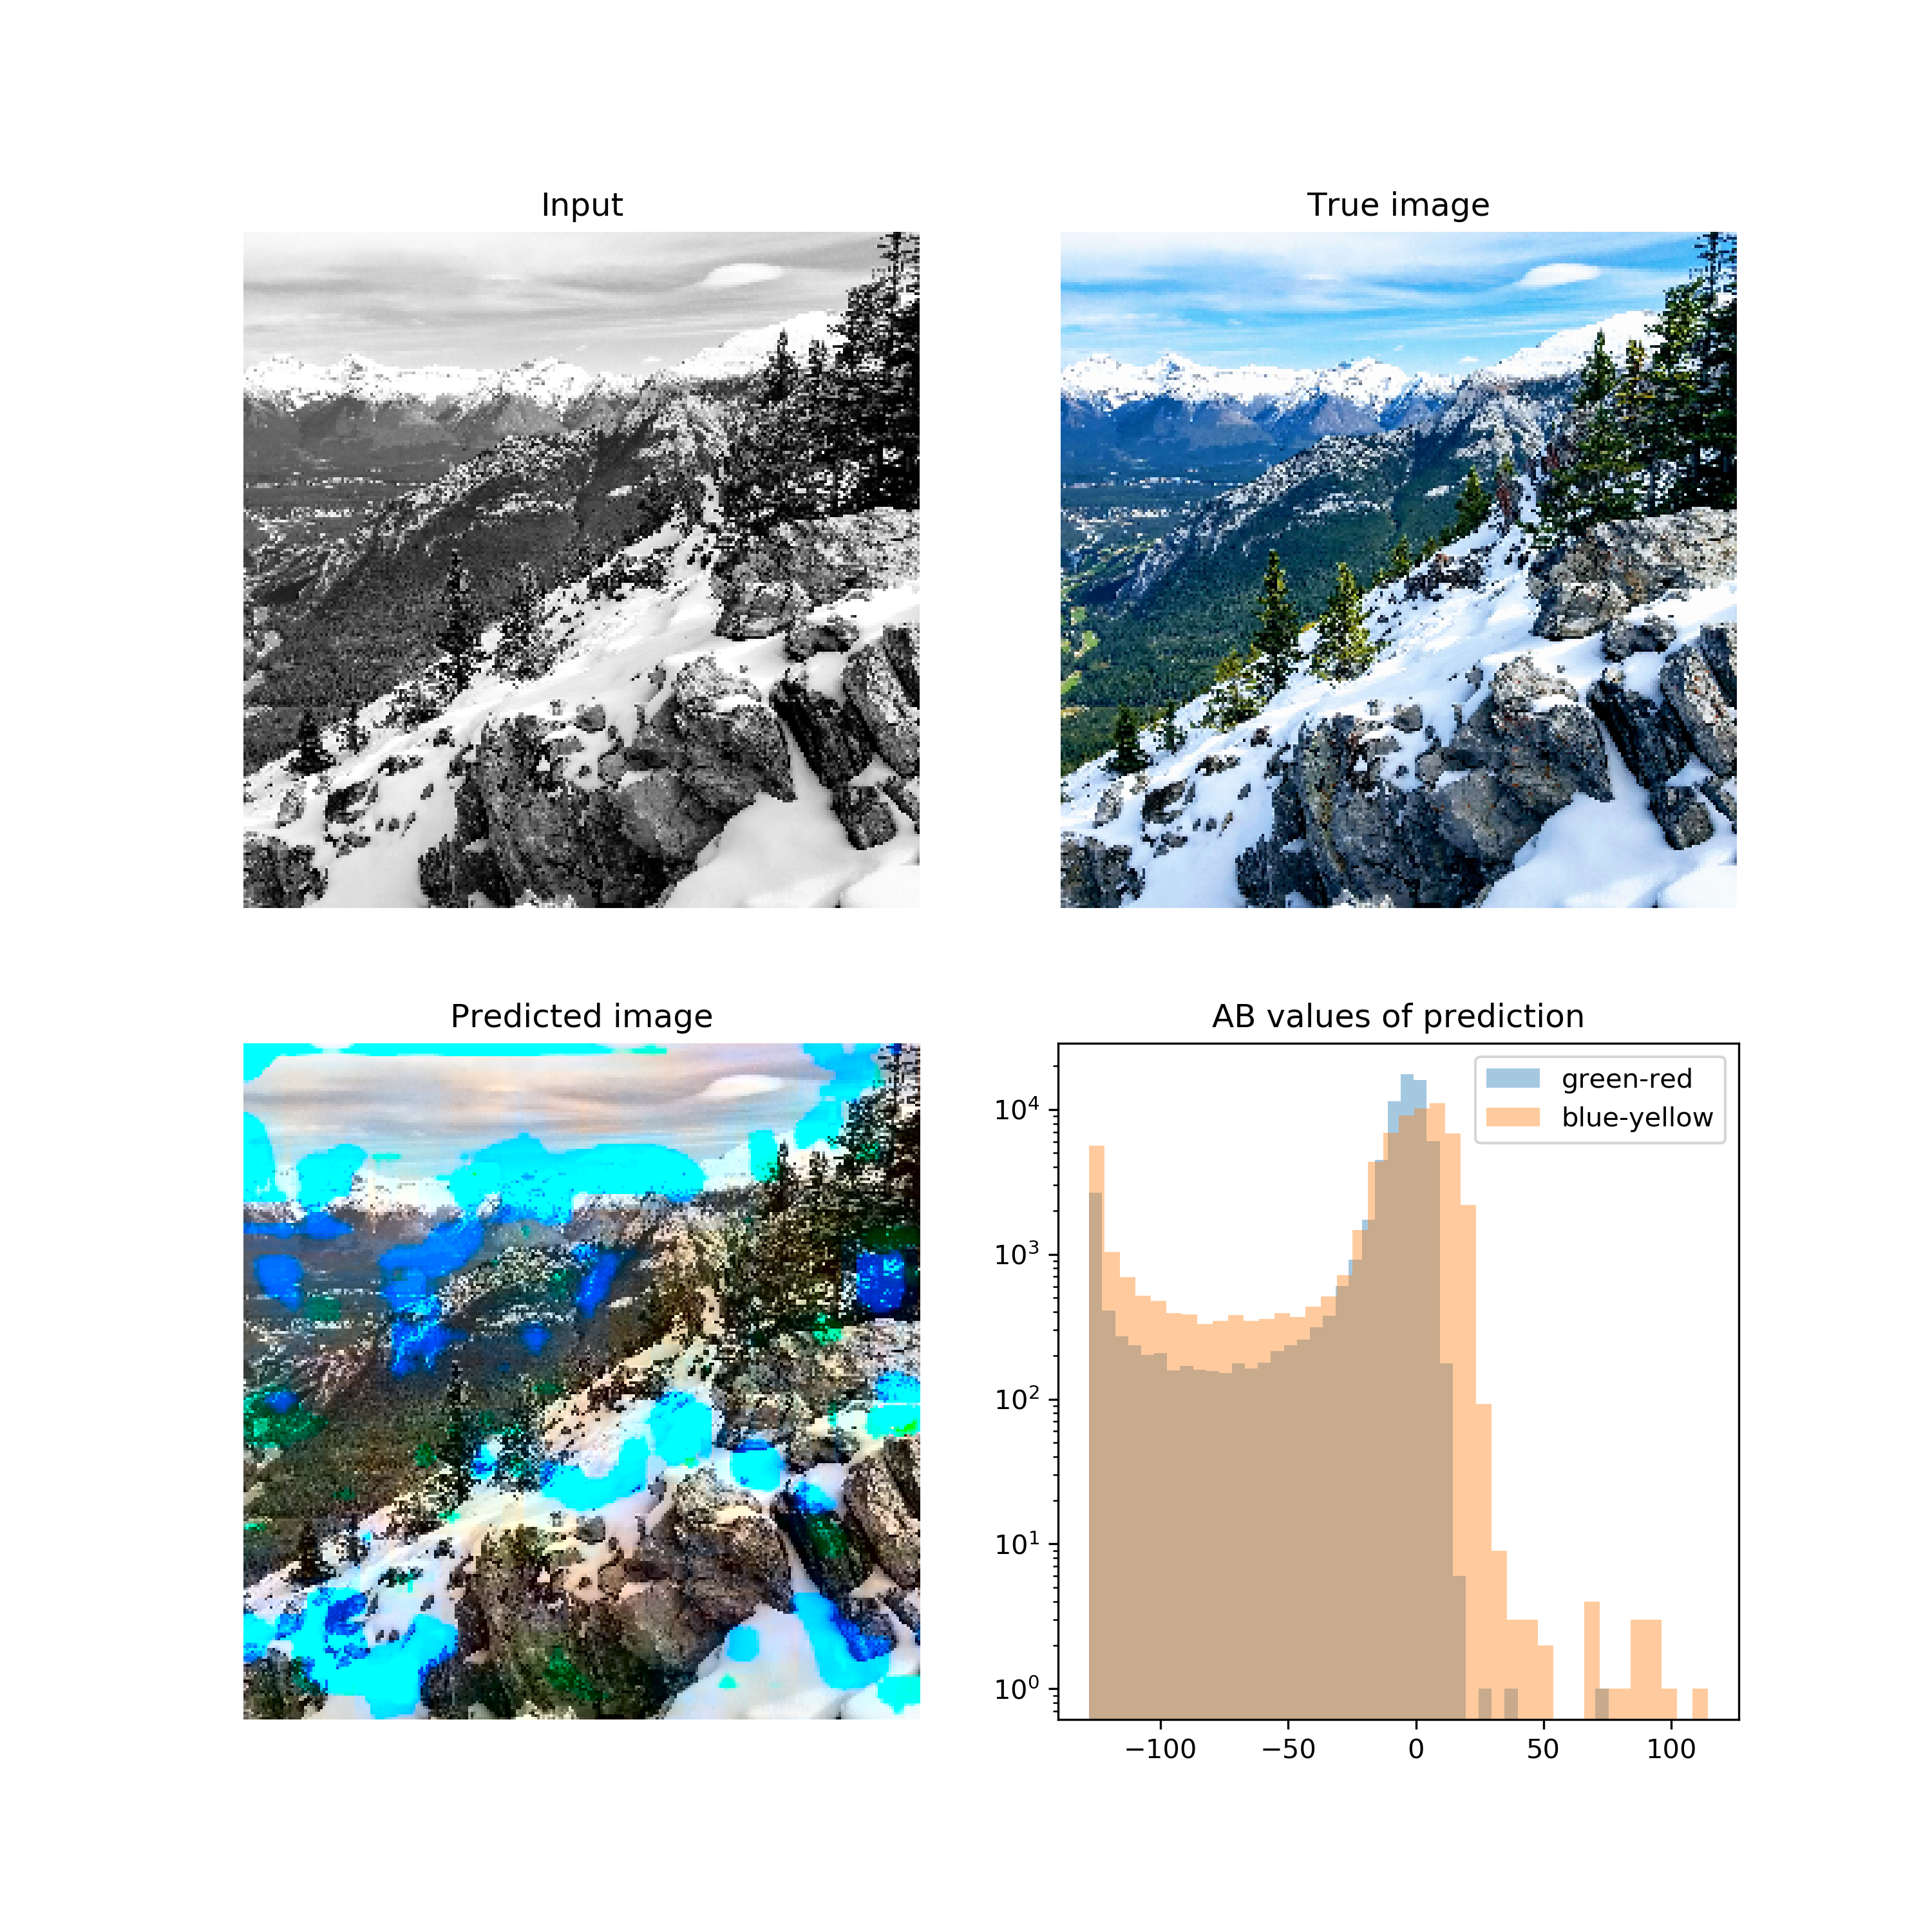 Input
True image
Predicted image
AB values of prediction
green-red
blue-yellow
10⁴
10³
10²
10¹
10⁰
−100
−50
0
50
100